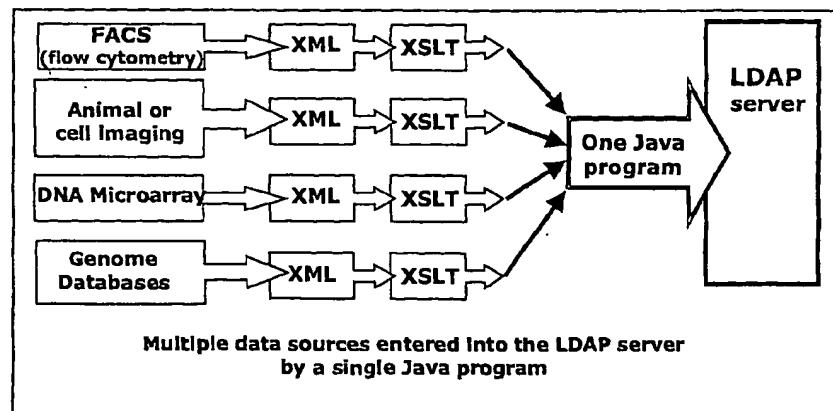 FACS
(flow cytometry)
XML
XSLT
Animal or
cell imaging
XML
XSLT
DNA Microarray
XML
XSLT
Genome
Databases
XML
XSLT
One Java
program
LDAP
server
Multiple data sources entered into the LDAP server
by a single Java program